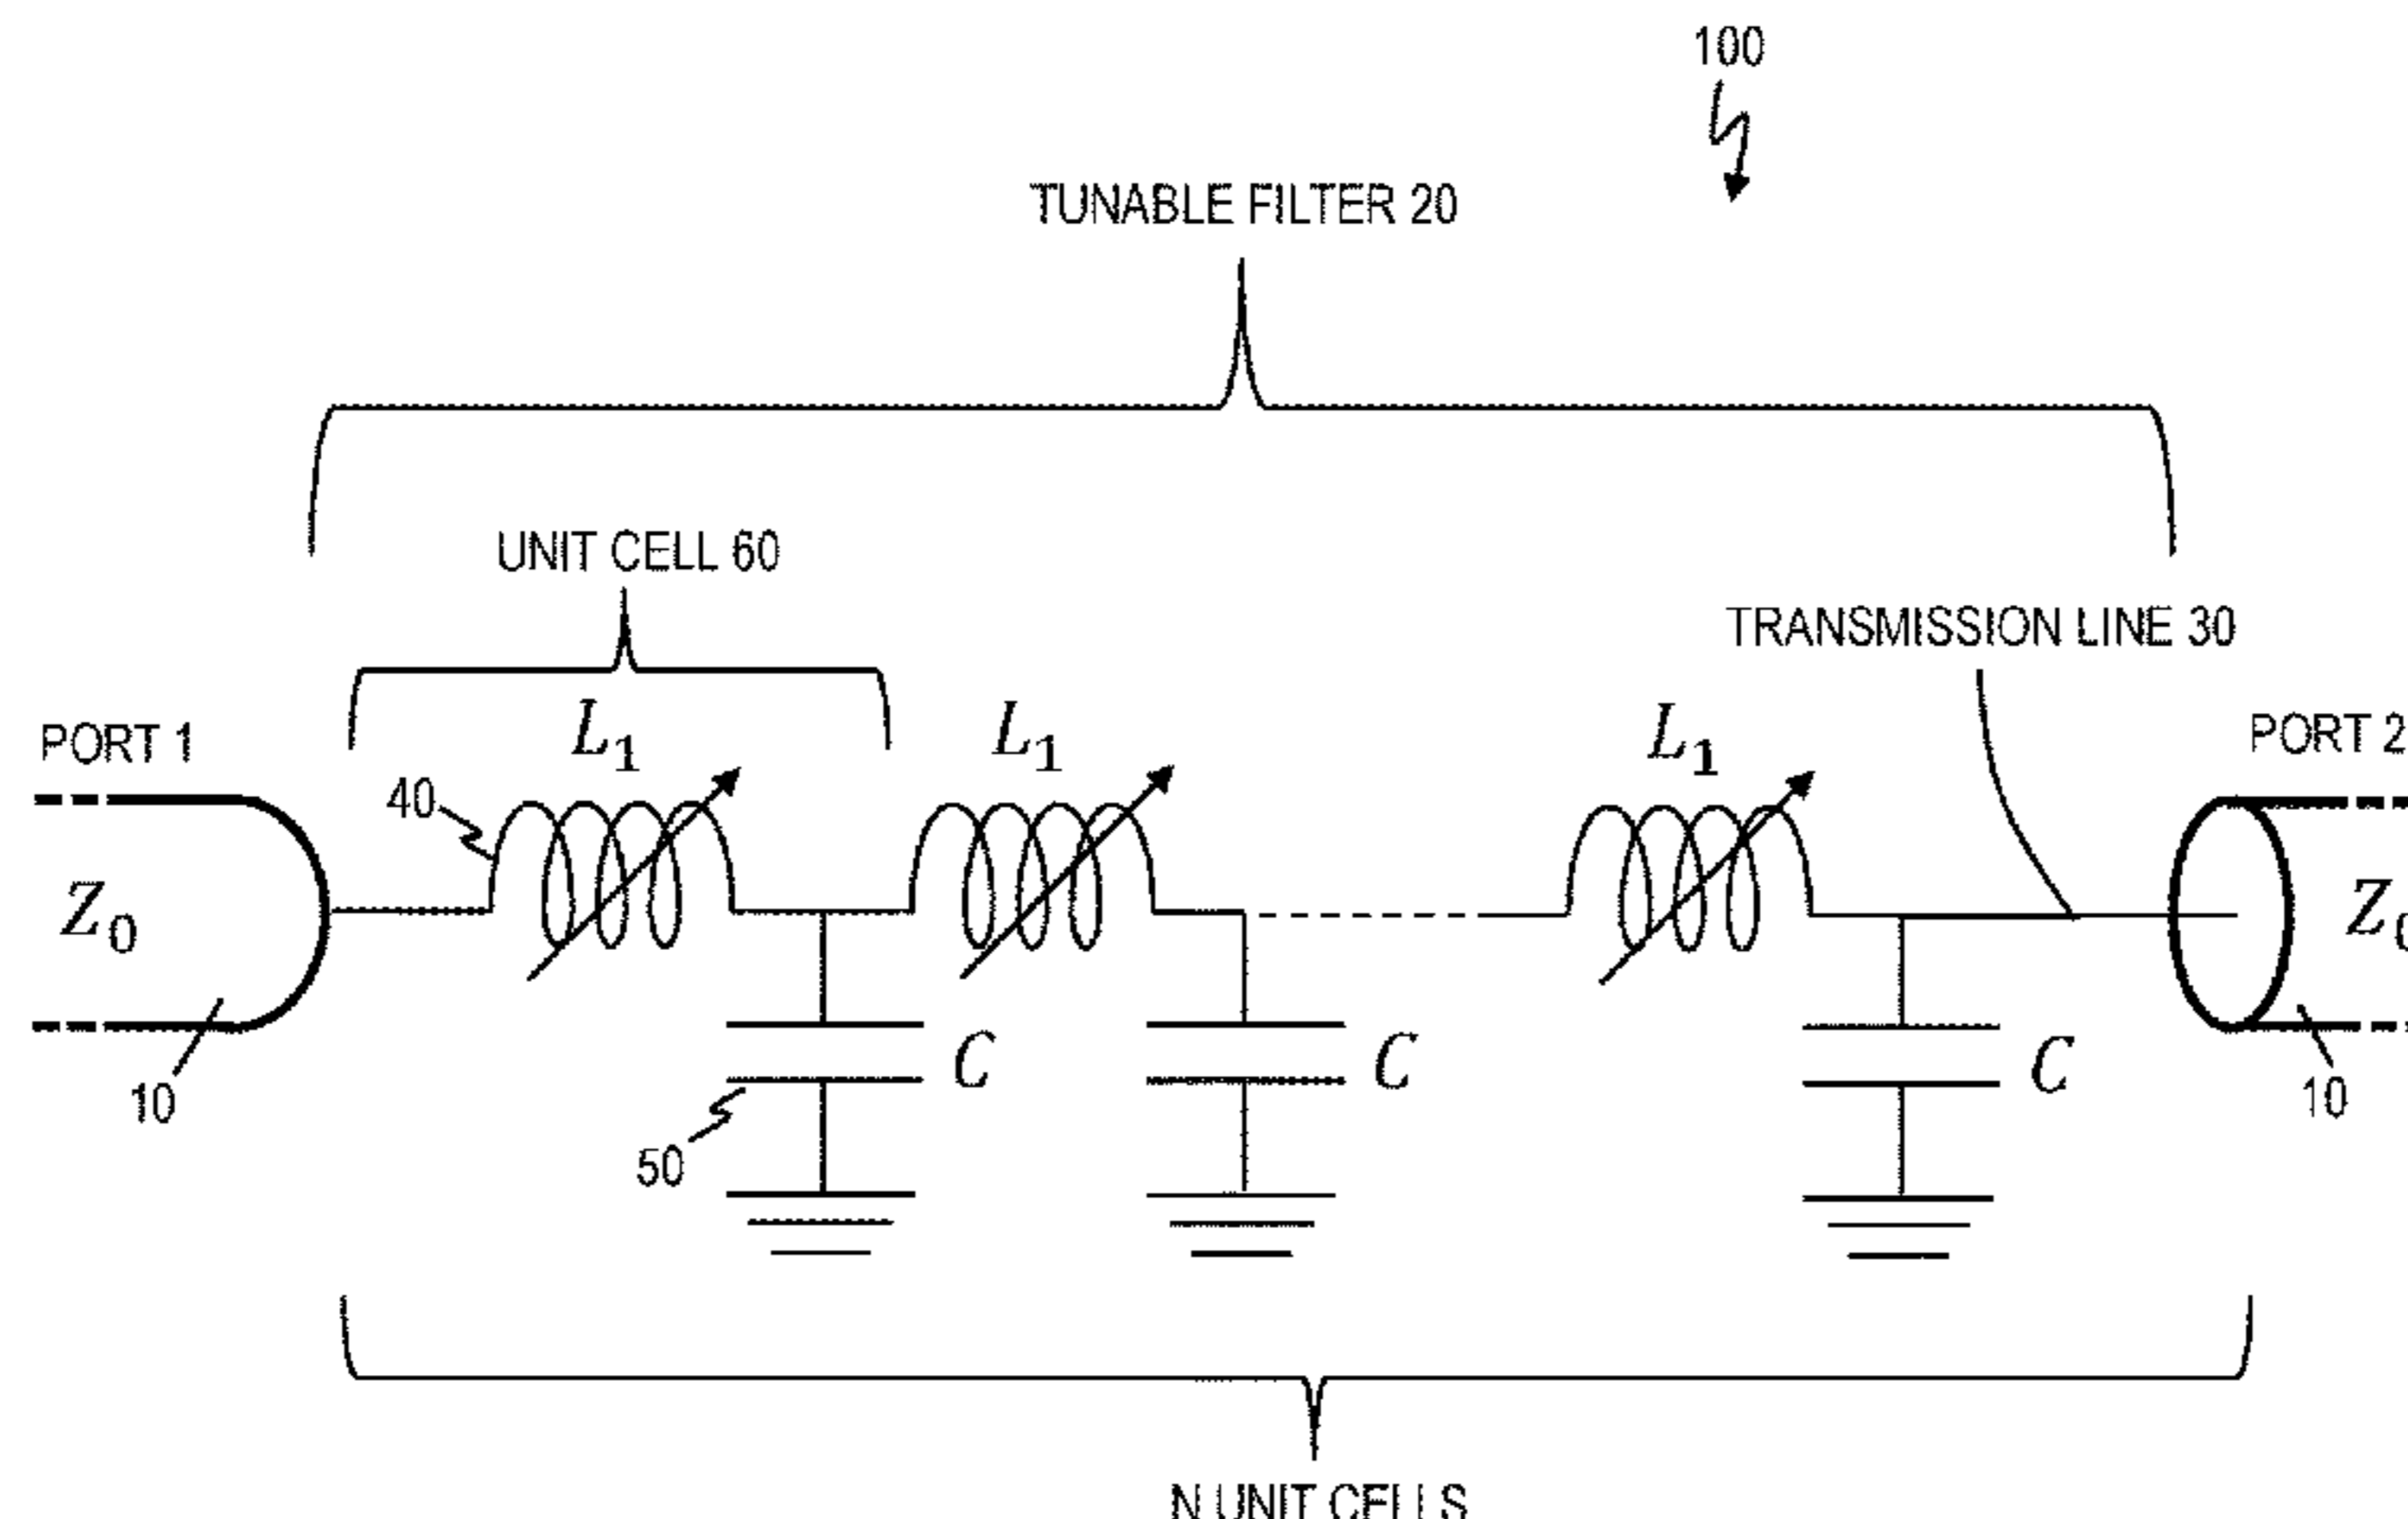 100
TUNABLE FILTER 20
UNIT CELL 60
TRANSMISSION LINE 30
PORT 1
L₁
L₁
L₁
PORT 2
40
Z₀
Z₀
10
C
C
C
10
50
N UNIT CELLS